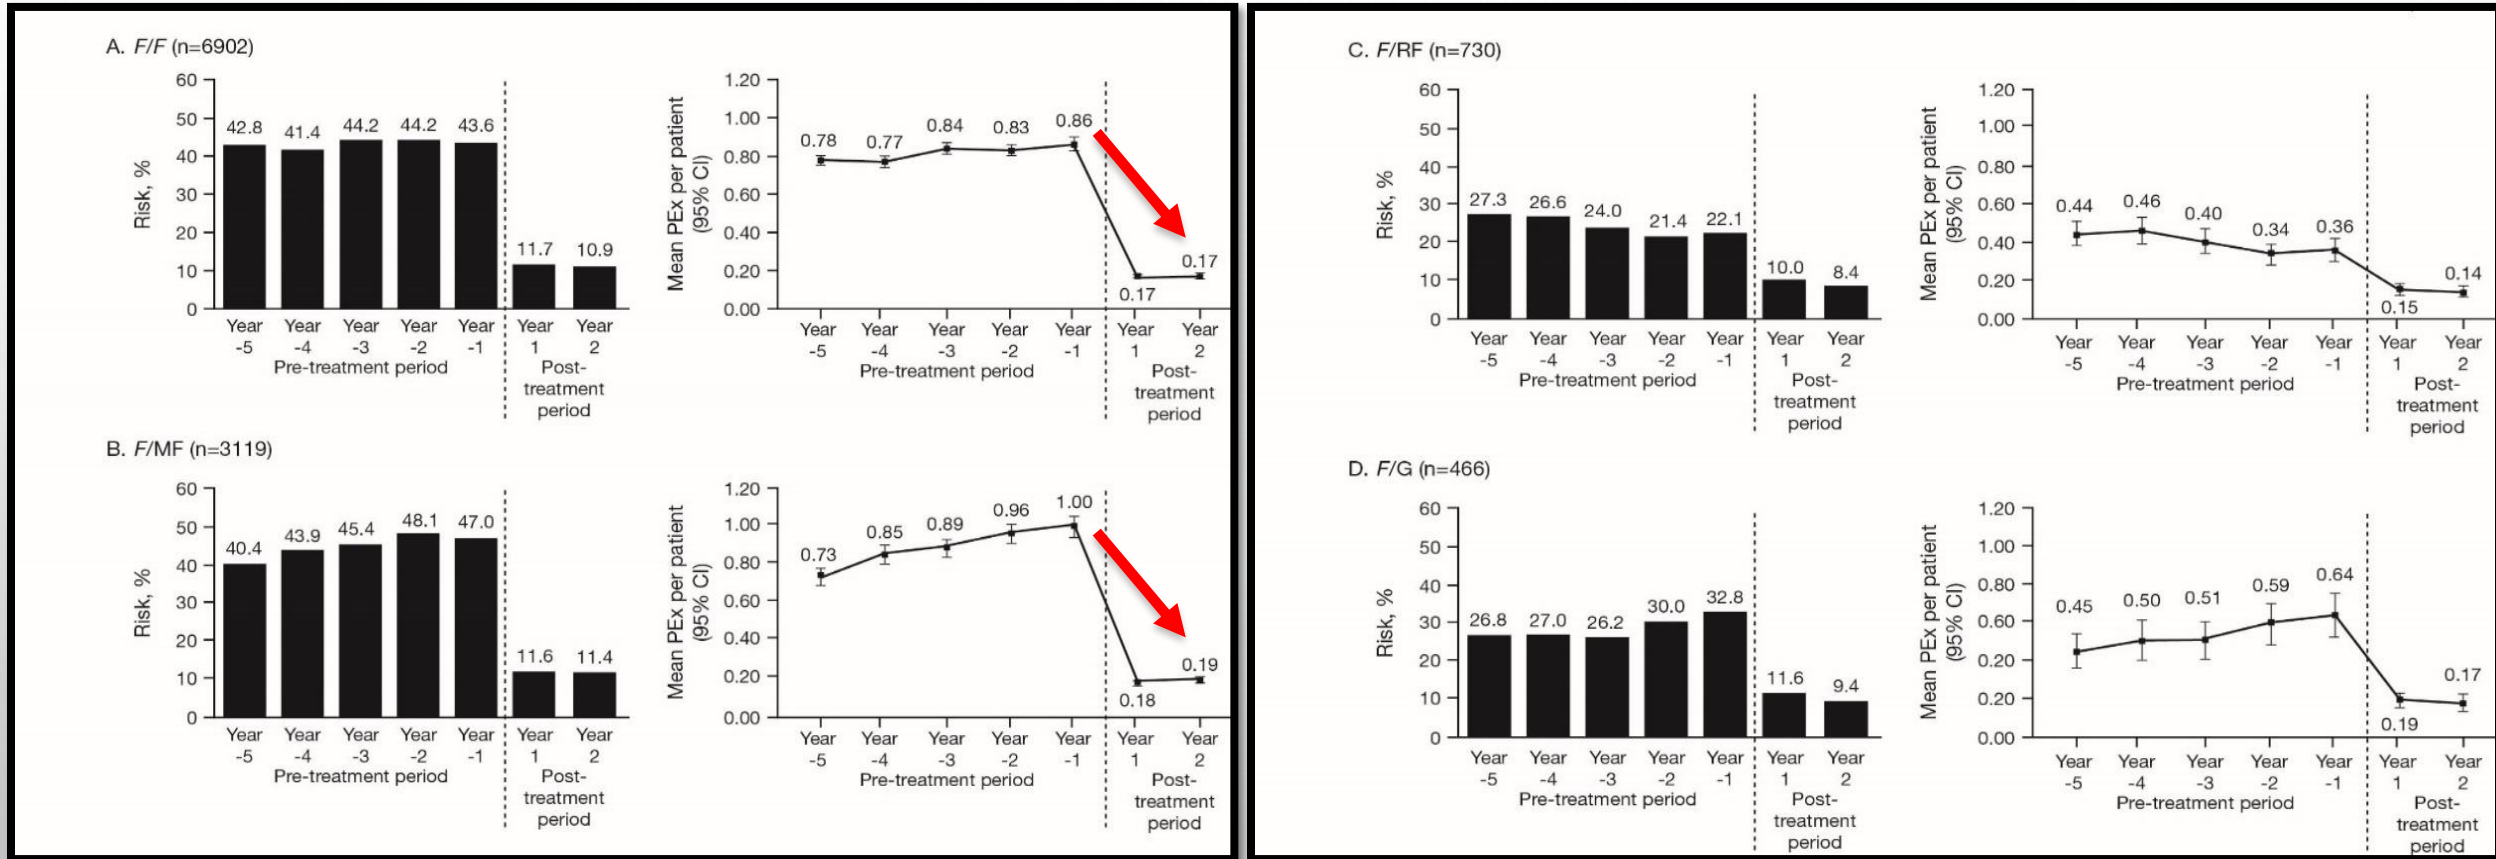 A. F/F (n=6902)
Risk, %
60
50
40
30
20
10
0
42.8
41.4
44.2
44.2
43.6
11.7
10.9
Year Year Year Year Year Year Year
-5 -4 -3 -2 -1 1 2
Pre-treatment period
Post-
treatment
period
Mean PEx per patient
(95% CI)
1.20
1.00
0.80
0.60
0.40
0.20
0.00
0.78
0.77
0.84
0.83
0.86
0.17
0.17
Year Year Year Year Year Year Year
-5 -4 -3 -2 -1 1 2
Pre-treatment period
Post-
treatment
period
B. F/MF (n=3119)
Risk, %
60
50
40
30
20
10
0
40.4
43.9
45.4
48.1
47.0
11.6
11.4
Year Year Year Year Year Year Year
-5 -4 -3 -2 -1 1 2
Pre-treatment period
Post-
treatment
period
Mean PEx per patient
(95% CI)
1.20
1.00
0.80
0.60
0.40
0.20
0.00
0.73
0.85
0.89
0.96
1.00
0.18
0.19
Year Year Year Year Year Year Year
-5 -4 -3 -2 -1 1 2
Pre-treatment period
Post-
treatment
period
C. F/RF (n=730)
Risk, %
60
50
40
30
20
10
0
27.3
26.6
24.0
21.4
22.1
10.0
8.4
Year Year Year Year Year Year Year
-5 -4 -3 -2 -1 1 2
Pre-treatment period
Post-
treatment
period
Mean PEx per patient
(95% CI)
1.20
1.00
0.80
0.60
0.40
0.20
0.00
0.44
0.46
0.40
0.34
0.36
0.15
0.14
Year Year Year Year Year Year Year
-5 -4 -3 -2 -1 1 2
Pre-treatment period
Post-
treatment
period
D. F/G (n=466)
Risk, %
60
50
40
30
20
10
0
26.8
27.0
26.2
30.0
32.8
11.6
9.4
Year Year Year Year Year Year Year
-5 -4 -3 -2 -1 1 2
Pre-treatment period
Post-
treatment
period
Mean PEx per patient
(95% CI)
1.20
1.00
0.80
0.60
0.20
0.20
0.00
0.45
0.50
0.51
0.59
0.64
0.19
0.17
Year Year Year Year Year Year Year
-5 -4 -3 -2 -1 1 2
Pre-treatment period
Post-
treatment
period